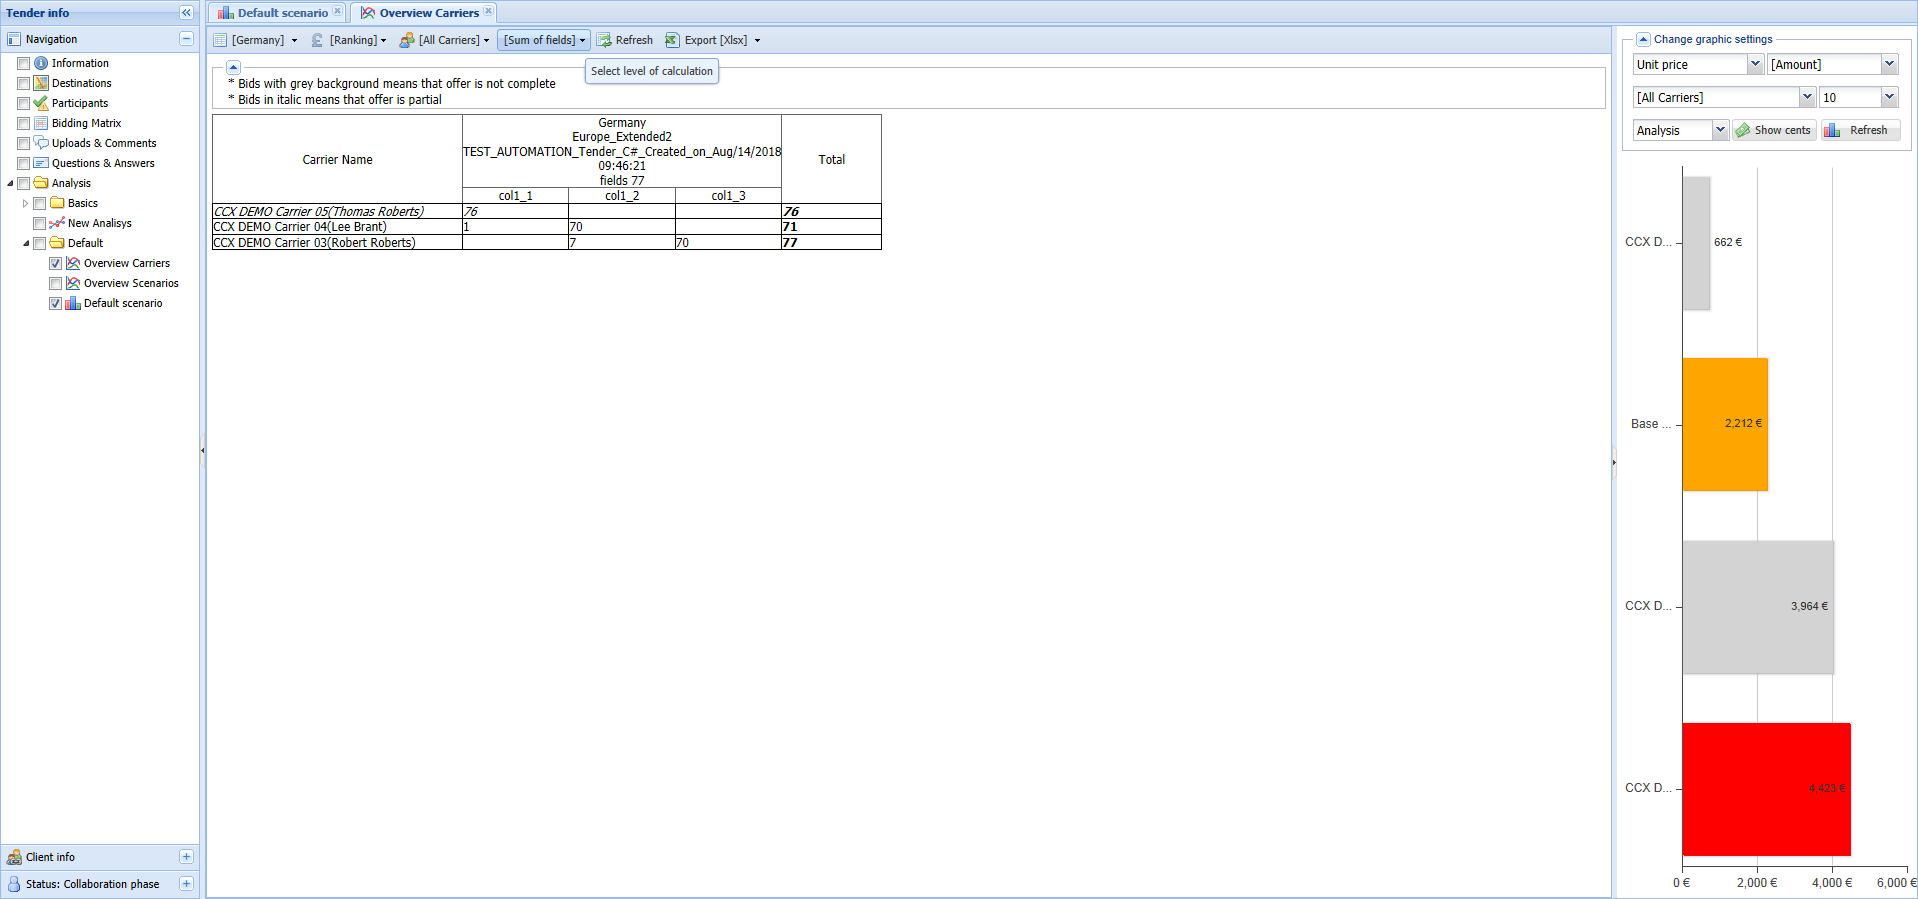 Tender info
Navigation
Information
Destinations
Participants
Bidding Matrix
Uploads & Comments
Questions & Answers
Analysis
Basics
New Analisys
Default
Overview Carriers
Overview Scenarios
Default scenario
Client info
Status: Collaboration phase
Default scenario
Overview Carriers
[Germany]
[Ranking]
[All Carriers]
[Sum of fields]
Refresh
Export [Xlsx]
Select level of calculation
* Bids with grey background means that offer is not complete
* Bids in italic means that offer is partial
Carrier Name
Germany
Europe_Extended2
TEST_AUTOMATION_Tender_C#_Created_on_Aug/14/2018
09:46:21
fields 77
Total
col1_1 col1_2 col1_3
CCX DEMO Carrier 05(Thomas Roberts) 76 76
CCX DEMO Carrier 04(Lee Brant) 1 70 71
CCX DEMO Carrier 03(Robert Roberts) 7 70 77
Change graphic settings
Unit price [Amount]
[All Carriers] 10
Analysis Show cents Refresh
CCX D... 662 €
Base ... 2,212 €
CCX D... 3,964 €
CCX D... 4,423 €
0 € 2,000 € 4,000 € 6,000 €